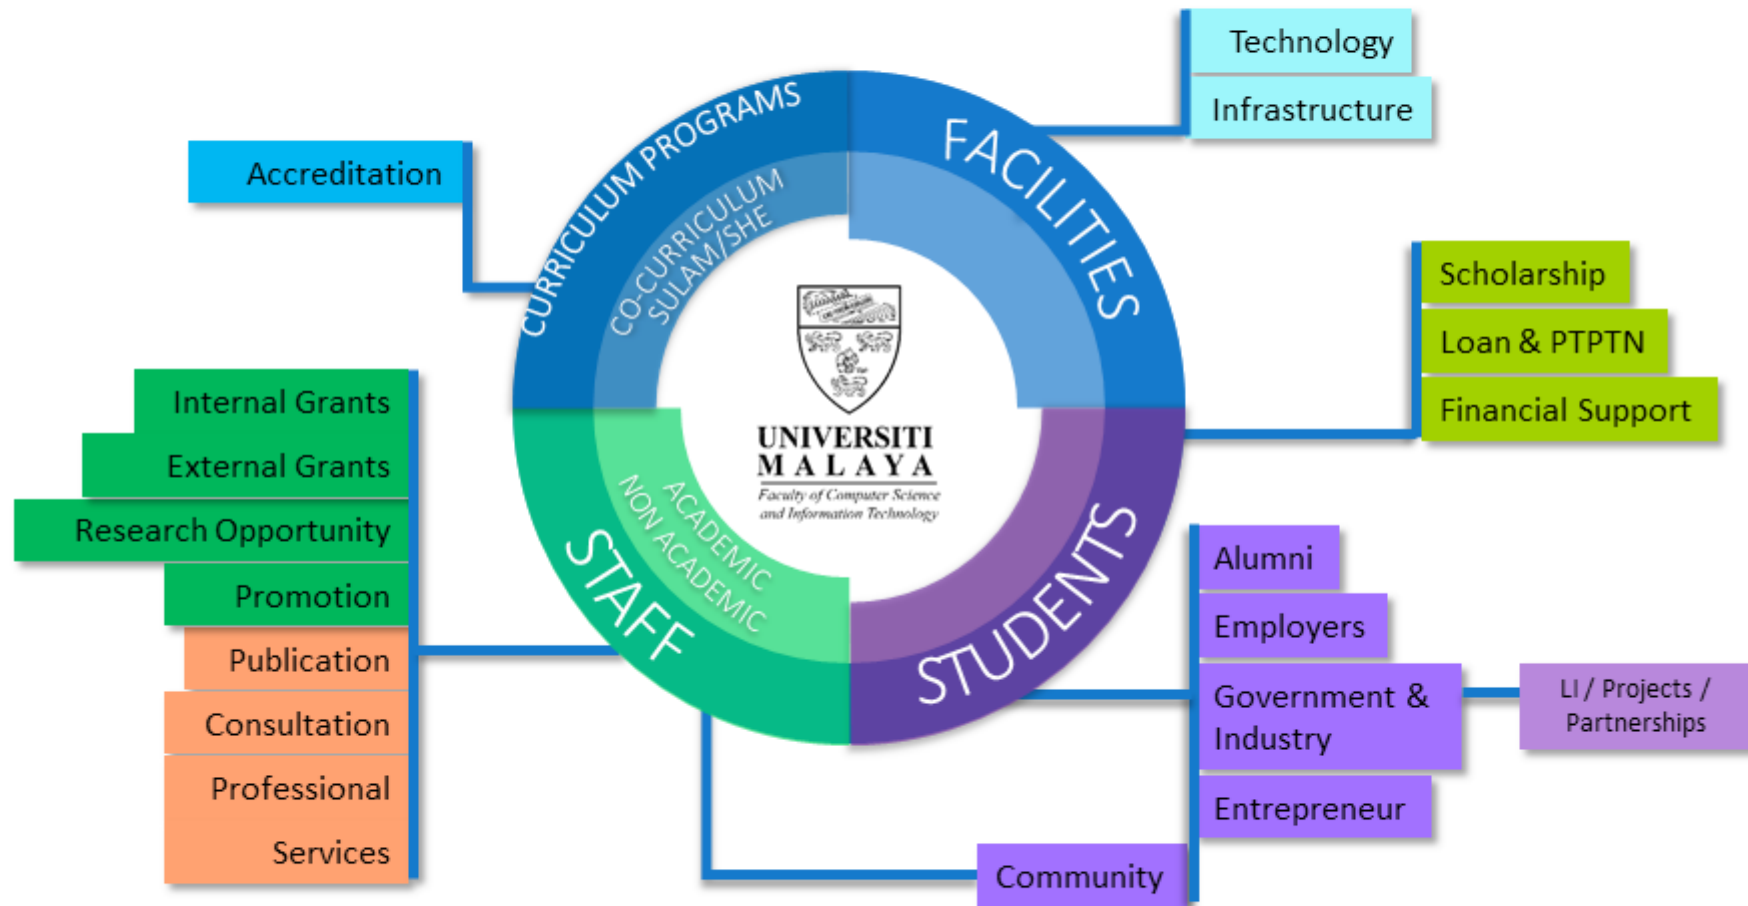 Technology
Infrastructure
Accreditation
CURRICULUM PROGRAMS
CO-CURRICULUM
SULAM/SHE
FACILITIES
Scholarship
Loan & PTPTN
Financial Support
UNIVERSITI
MALAYA
Faculty of Computer Science
and Information Technology
Internal Grants
External Grants
Research Opportunity
Promotion
Publication
Consultation
Professional
Services
ACADEMIC
NON ACADEMIC
STAFF
STUDENTS
Alumni
Employers
Government &
Industry
LI / Projects /
Partnerships
Entrepreneur
Community